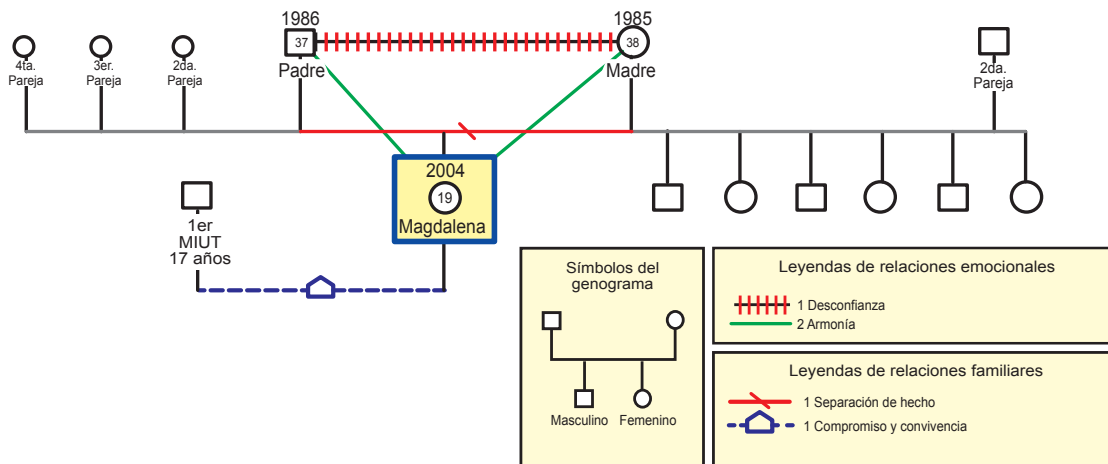 1986
1985
37
38
Padre
Madre
4ta.
Pareja
3er.
Pareja
2da.
Pareja
2da.
Pareja
2004
19
Magdalena
1er
MIUT
17 años
Símbolos del
genograma
Masculino
Femenino
Leyendas de relaciones emocionales
1 Desconfianza
2 Armonía
Leyendas de relaciones familiares
1 Separación de hecho
1 Compromiso y convivencia